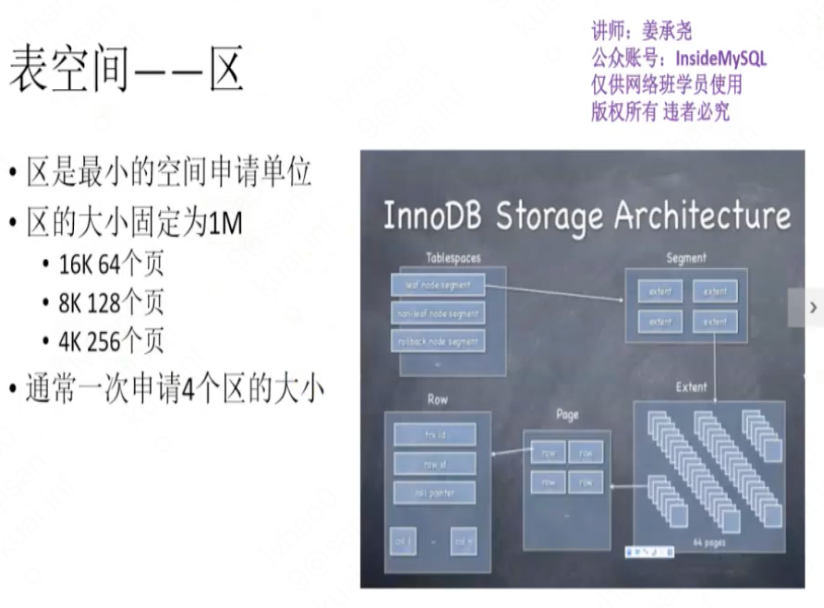 讲师：姜承尧
公众账号：InsideMySQL
仅供网络班学员使用
版权所有 违者必究
表空间——区
• 区是最小的空间申请单位
• 区的大小固定为1M
• 16K 64个页
• 8K 128个页
• 4K 256个页
• 通常一次申请4个区的大小
InnoDB Storage Architecture
Tablespaces
leaf node segment
non-leaf node segment
rollback node segment
Segment
extent extent
extent extent
Row
trx id
row id
roll pointer
col 1 col n
Page
row row
row row
Extent
64 pages